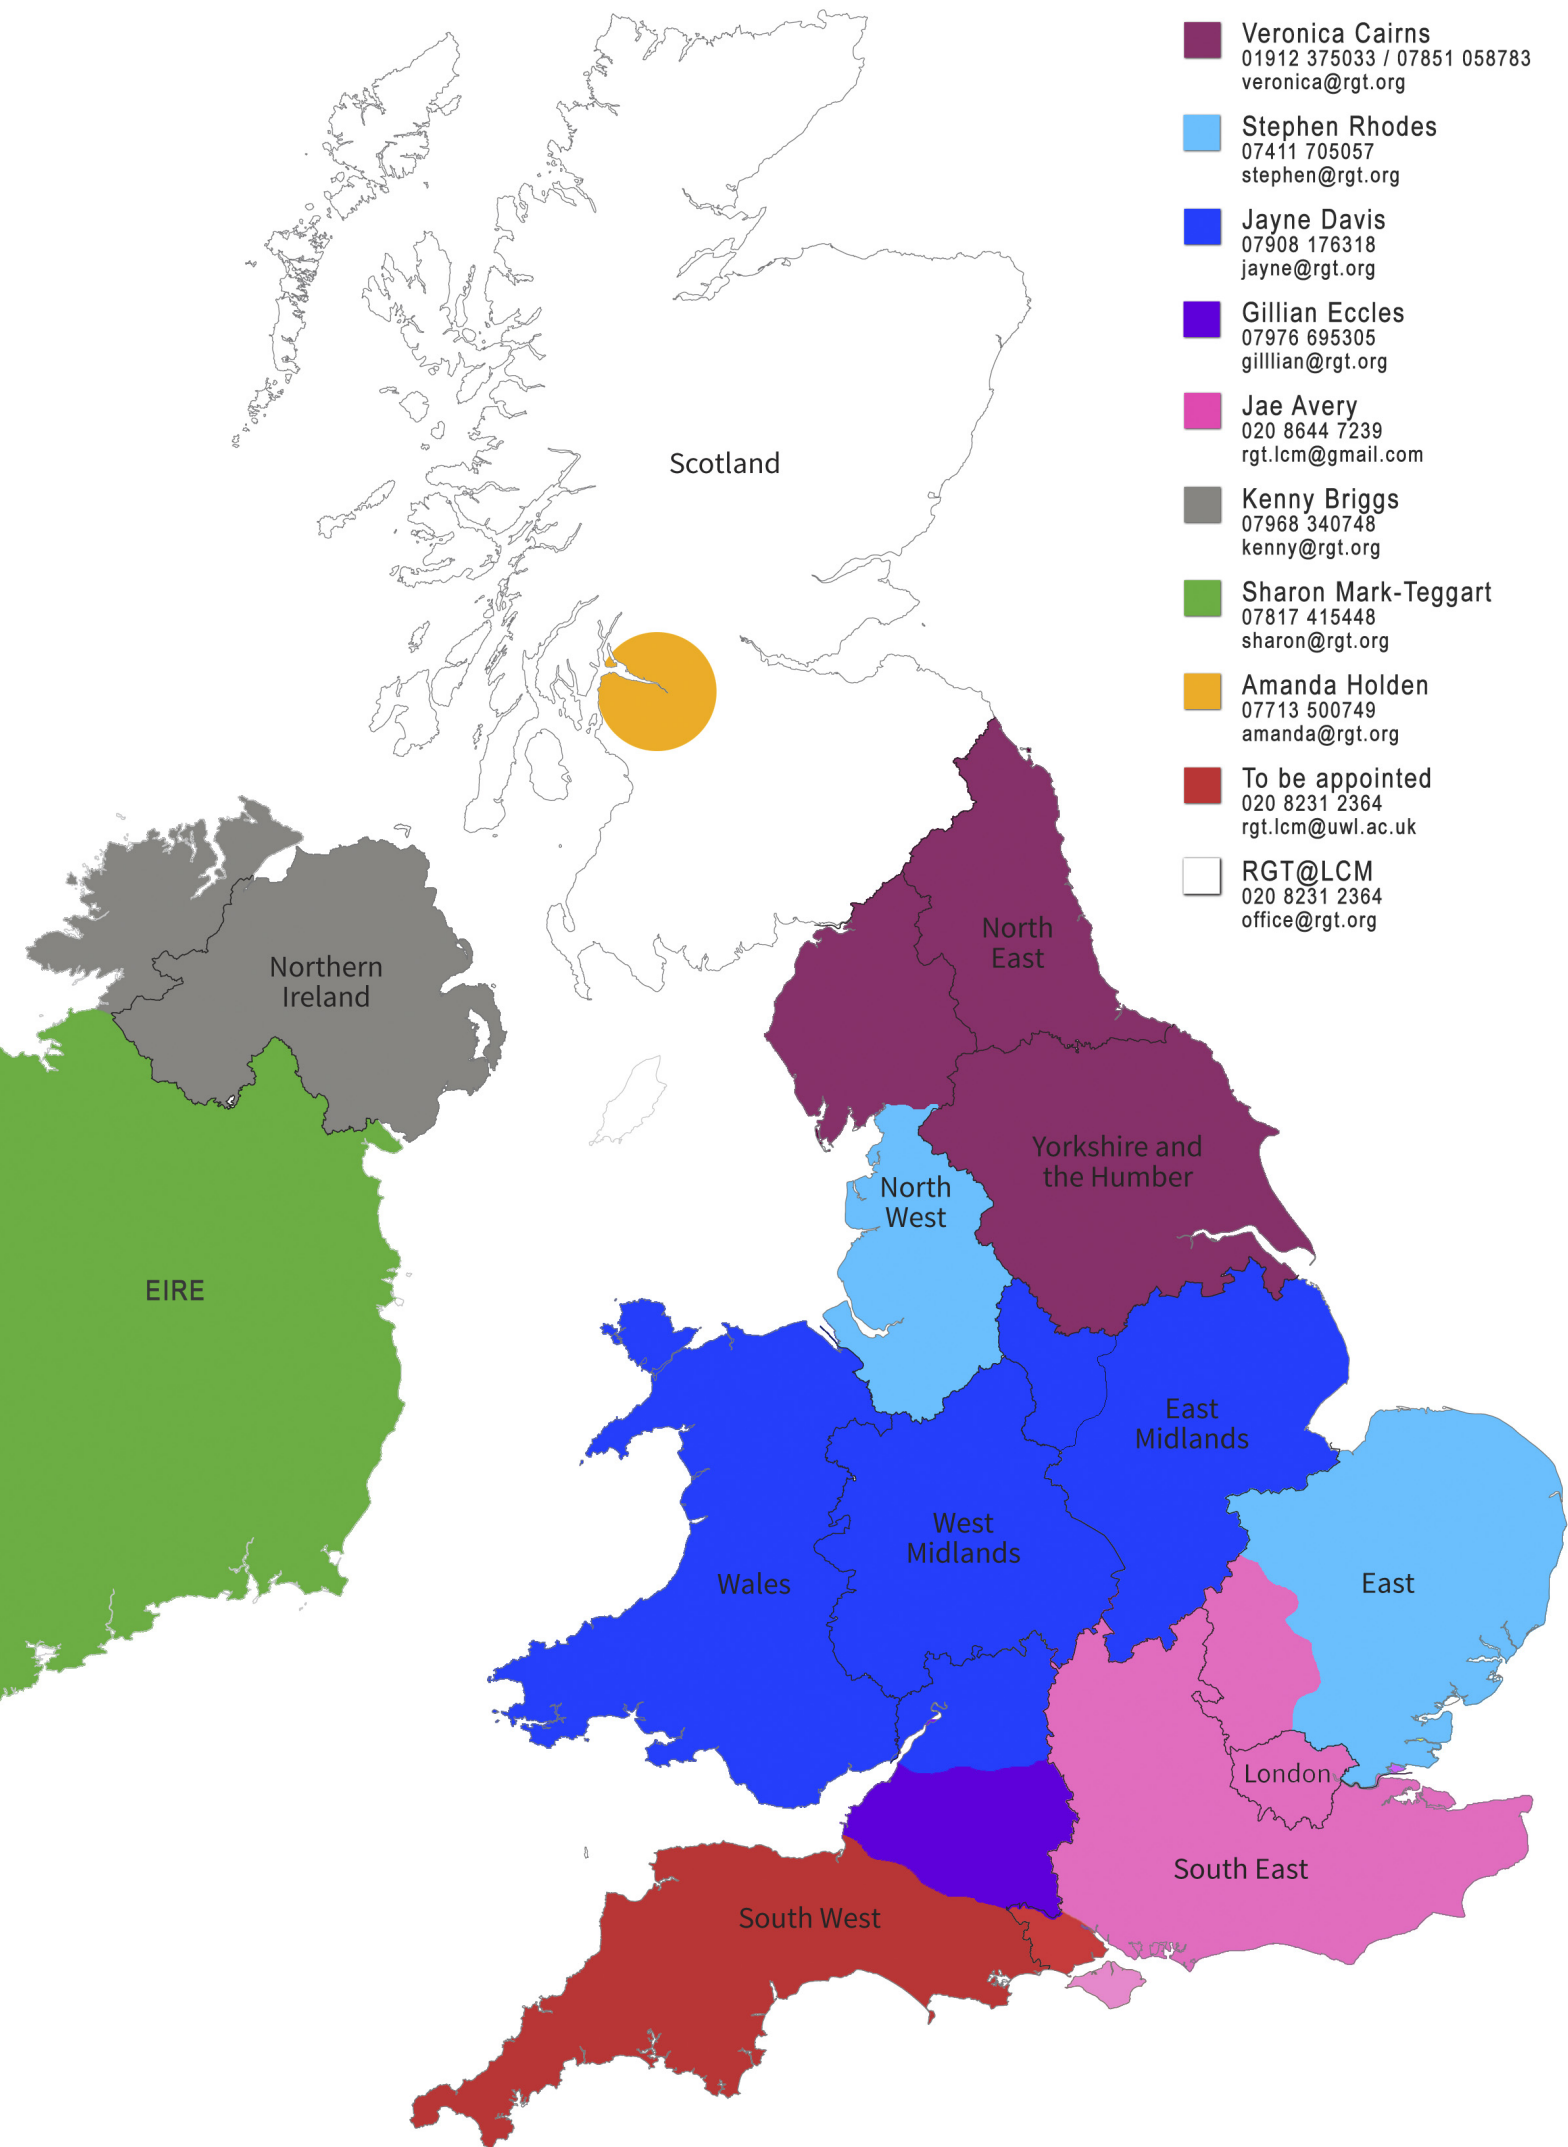 Veronica Cairns
01912 375033 / 07851 058783
veronica@rgt.org
Stephen Rhodes
07411 705057
stephen@rgt.org
Jayne Davis
07908 176318
jayne@rgt.org
Gillian Eccles
07976 695305
gilllian@rgt.org
Jae Avery
020 8644 7239
rgt.lcm@gmail.com
Kenny Briggs
07968 340748
kenny@rgt.org
Sharon Mark-Teggart
07817 415448
sharon@rgt.org
Amanda Holden
07713 500749
amanda@rgt.org
To be appointed
020 8231 2364
rgt.lcm@uwl.ac.uk
RGT@LCM
020 8231 2364
office@rgt.org
Scotland
North
East
Northern
Ireland
Yorkshire and
the Humber
North
West
EIRE
East
Midlands
West
Midlands
Wales
East
London
South East
South West